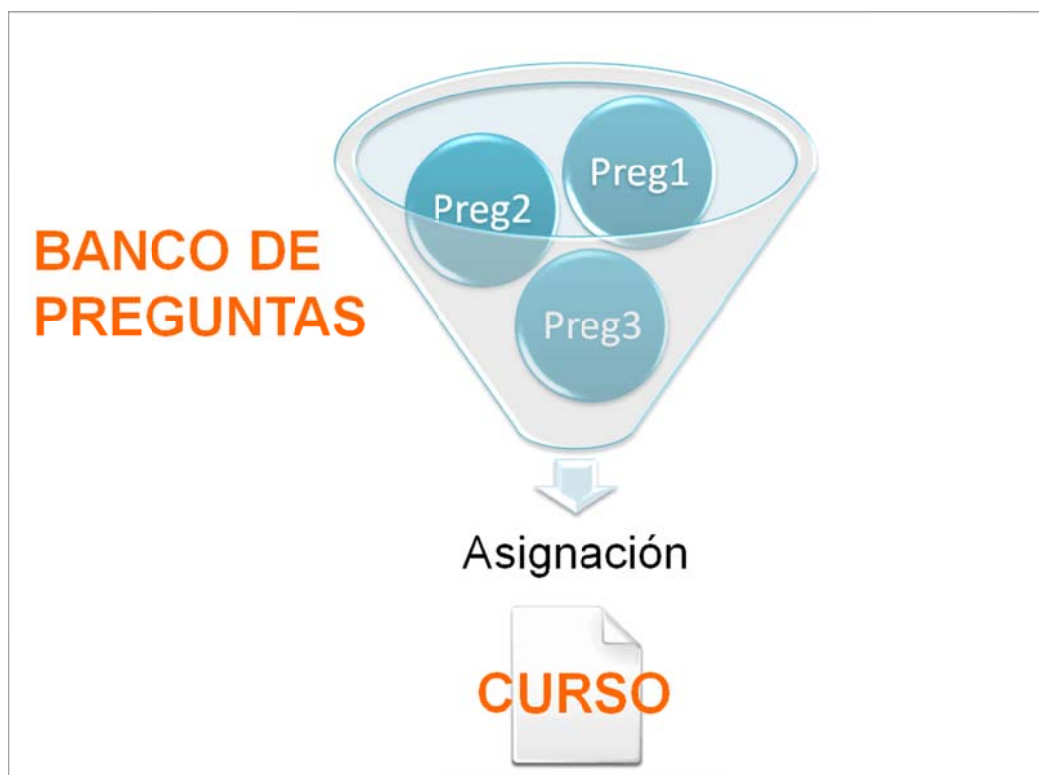 Preg1
Preg2
BANCO DE
PREGUNTAS
Preg3
Asignación
CURSO